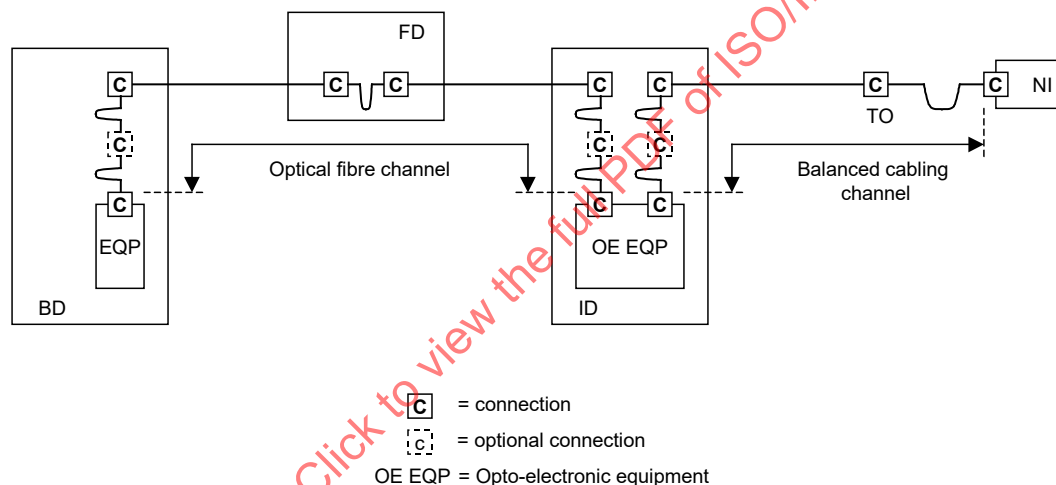 FD
C
C
C
C
C
C
C
NI
TO
C
C
C
Optical fibre channel
Balanced cabling
channel
C
C
C
EQP
OE EQP
BD
ID
C = connection
C = optional connection
OE EQP = Opto-electronic equipment
Click to view the full PDF of ISO/